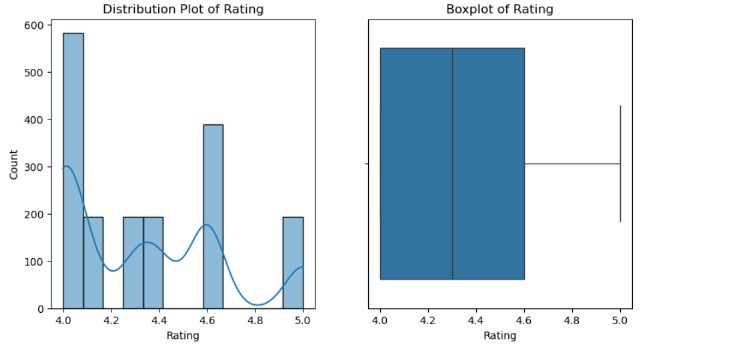 Distribution Plot of Rating
600
500
400
300
200
100
0
Count
4.0 4.2 4.4 4.6 4.8 5.0
Rating
Boxplot of Rating
4.0 4.2 4.4 4.6 4.8 5.0
Rating